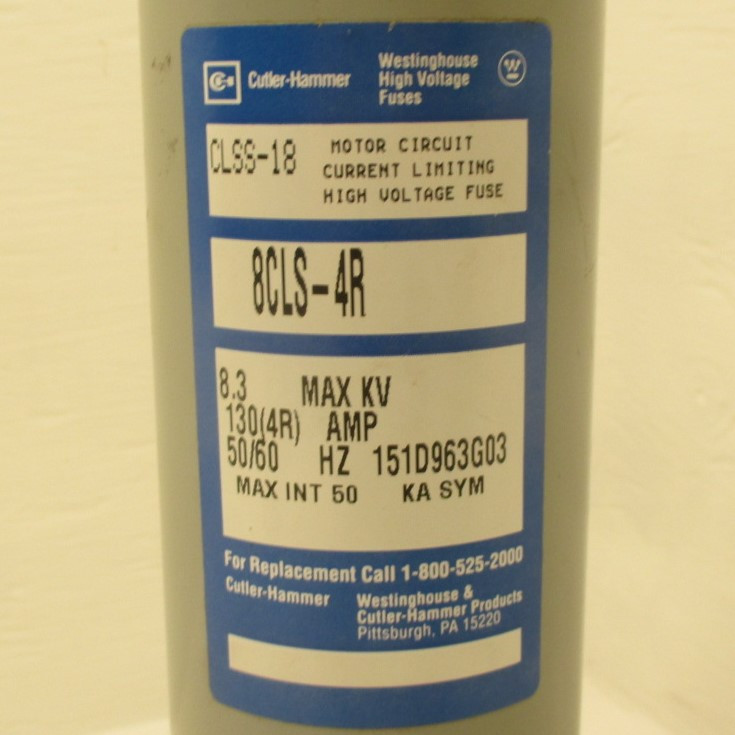 Cutler-Hammer
Westinghouse
High Voltage
Fuses
W
CLSS-18
MOTOR CIRCUIT
CURRENT LIMITING
HIGH VOLTAGE FUSE
8CLS-4R
8.3 MAX KV
130(4R) AMP
50/60 HZ 151D963G03
MAX INT 50 KA SYM
For Replacement Call 1-800-525-2000
Cutler-Hammer
Westinghouse &
Cutler-Hammer Products
Pittsburgh, PA 15220